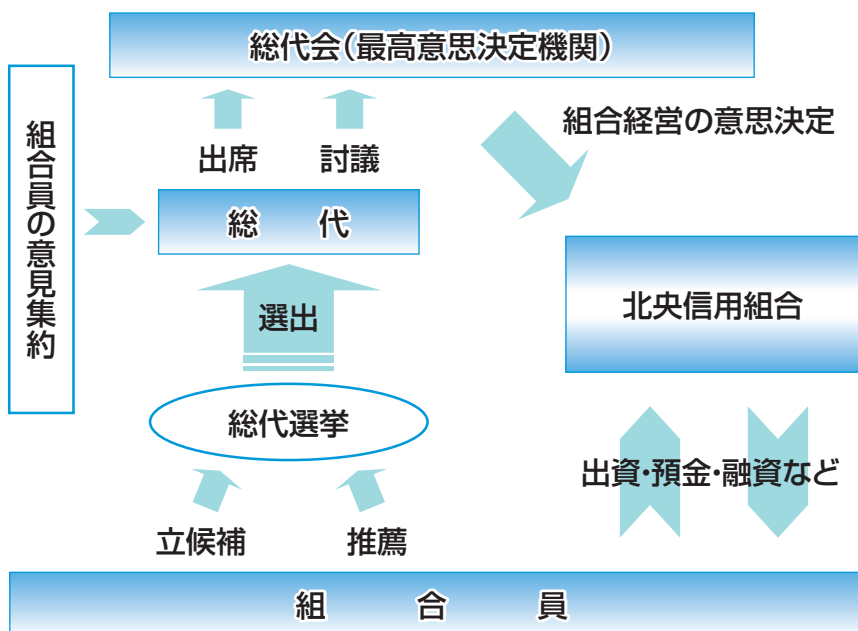 総代会（最高意思決定機関）
組合員の意見集約
出席
討議
組合経営の意思決定
総代
選出
北央信用組合
総代選挙
出資・預金・融資など
立候補
推薦
組合員